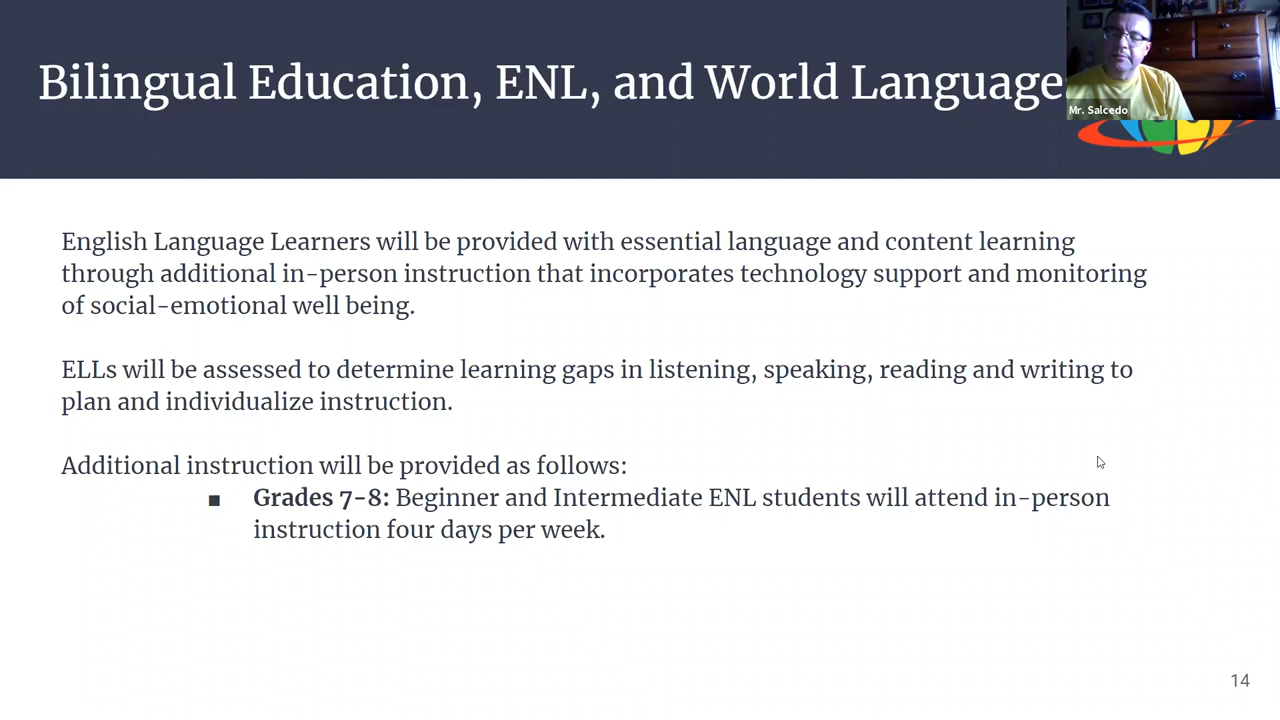 Bilingual Education, ENL, and World Language
Mr. Salcedo
English Language Learners will be provided with essential language and content learning
through additional in-person instruction that incorporates technology support and monitoring
of social-emotional well being.
ELLs will be assessed to determine learning gaps in listening, speaking, reading and writing to
plan and individualize instruction.
Additional instruction will be provided as follows:
■ Grades 7-8: Beginner and Intermediate ENL students will attend in-person
instruction four days per week.
14